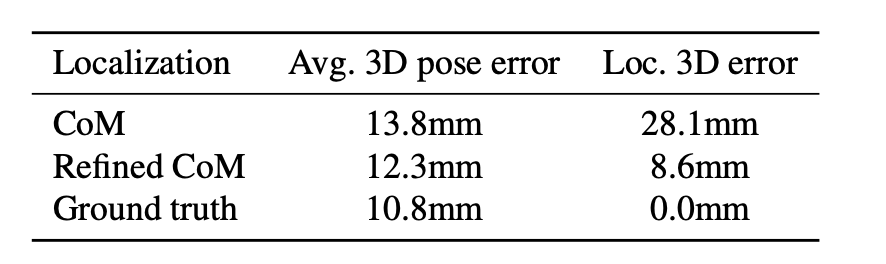 Localization Avg. 3D pose error Loc. 3D error
CoM 13.8mm 28.1mm
Refined CoM 12.3mm 8.6mm
Ground truth 10.8mm 0.0mm